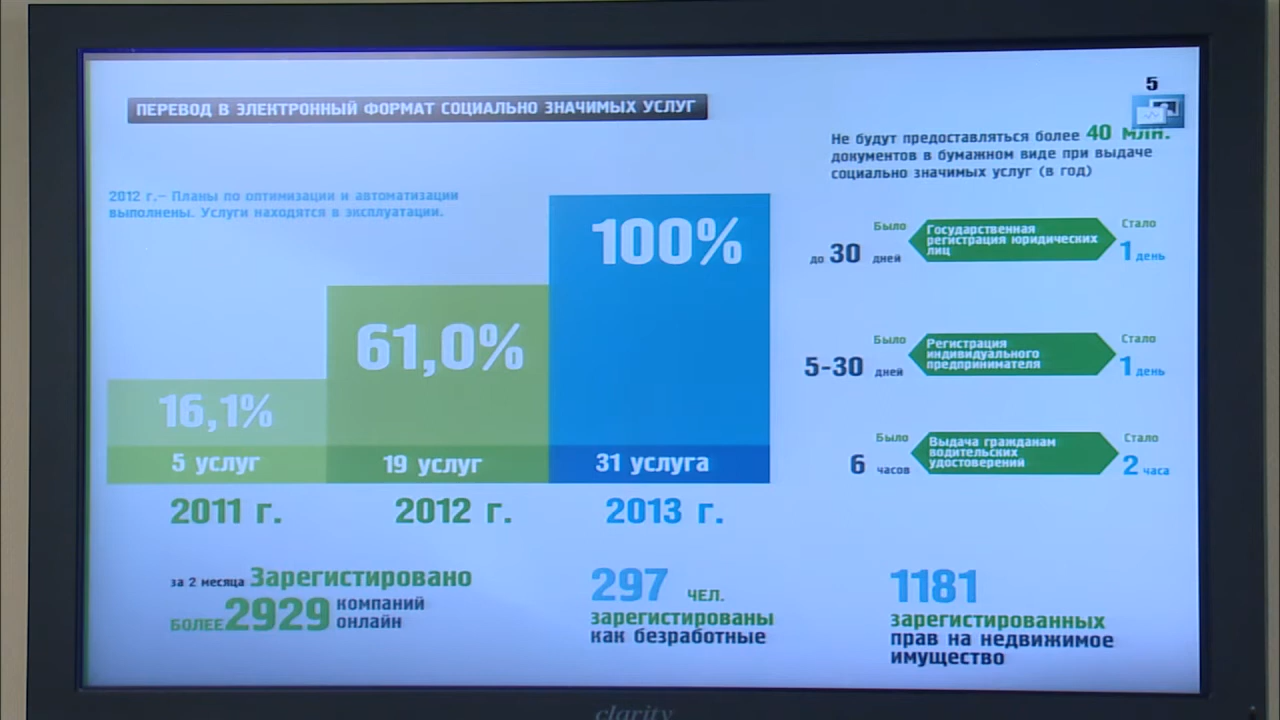 5
ПЕРЕВОД В ЭЛЕКТРОННЫЙ ФОРМАТ СОЦИАЛЬНО ЗНАЧИМЫХ УСЛУГ
Не будут предоставляться более 40 млн.
документов в бумажном виде при выдаче
социально значимых услуг (в год)
2012 г.– Планы по оптимизации и автоматизации
выполнены. Услуги находятся в эксплуатации.
16,1%
5 услуг
2011 г.
61,0%
19 услуг
2012 г.
100%
31 услуга
2013 г.
Было
до 30 дней
Государственная
регистрация юридических
лиц
Стало
1 день
Было
5-30 дней
Регистрация
индивидуального
предпринимателя
Стало
1 день
Было
6 часов
Выдача гражданам
водительских
удостоверений
Стало
2 часа
за 2 месяца Зарегистировано
БОЛЕЕ 2929 компаний
онлайн
297 ЧЕЛ.
зарегистированы
как безработные
1181
зарегистированных
прав на недвижимое
имущество
clarity